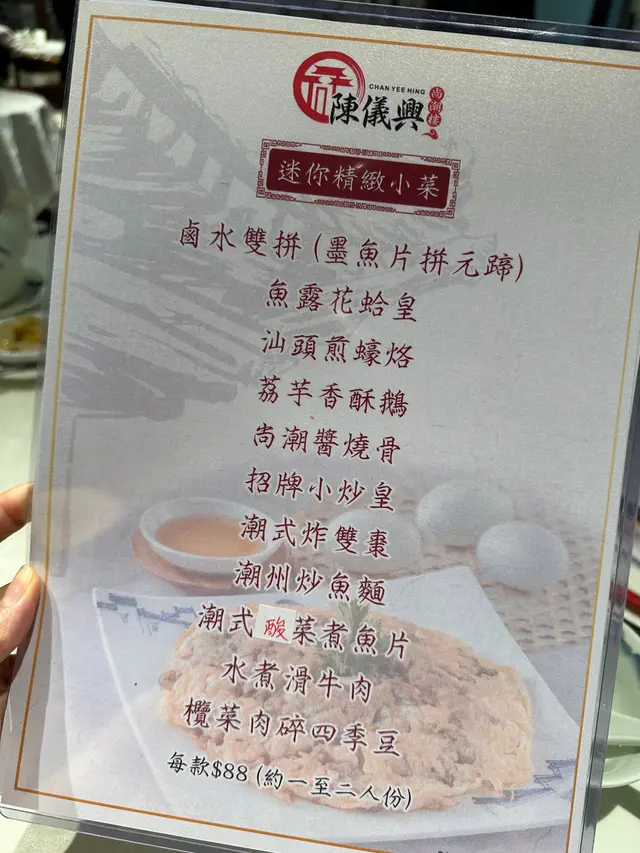 CHAN YEE HING
陳儀興 尚潮樓
迷你精緻小菜
鹵水雙拼(墨魚片拼元蹄)
魚露花蛤皇
汕頭煎蠔烙
荔芋香酥鵝
尚潮醬燒骨
招牌小炒皇
潮式炸雙棗
潮州炒魚麵
潮式酸菜煮魚片
水煮滑牛肉
欖菜肉碎四季豆
每款$88 (約一至二人份)